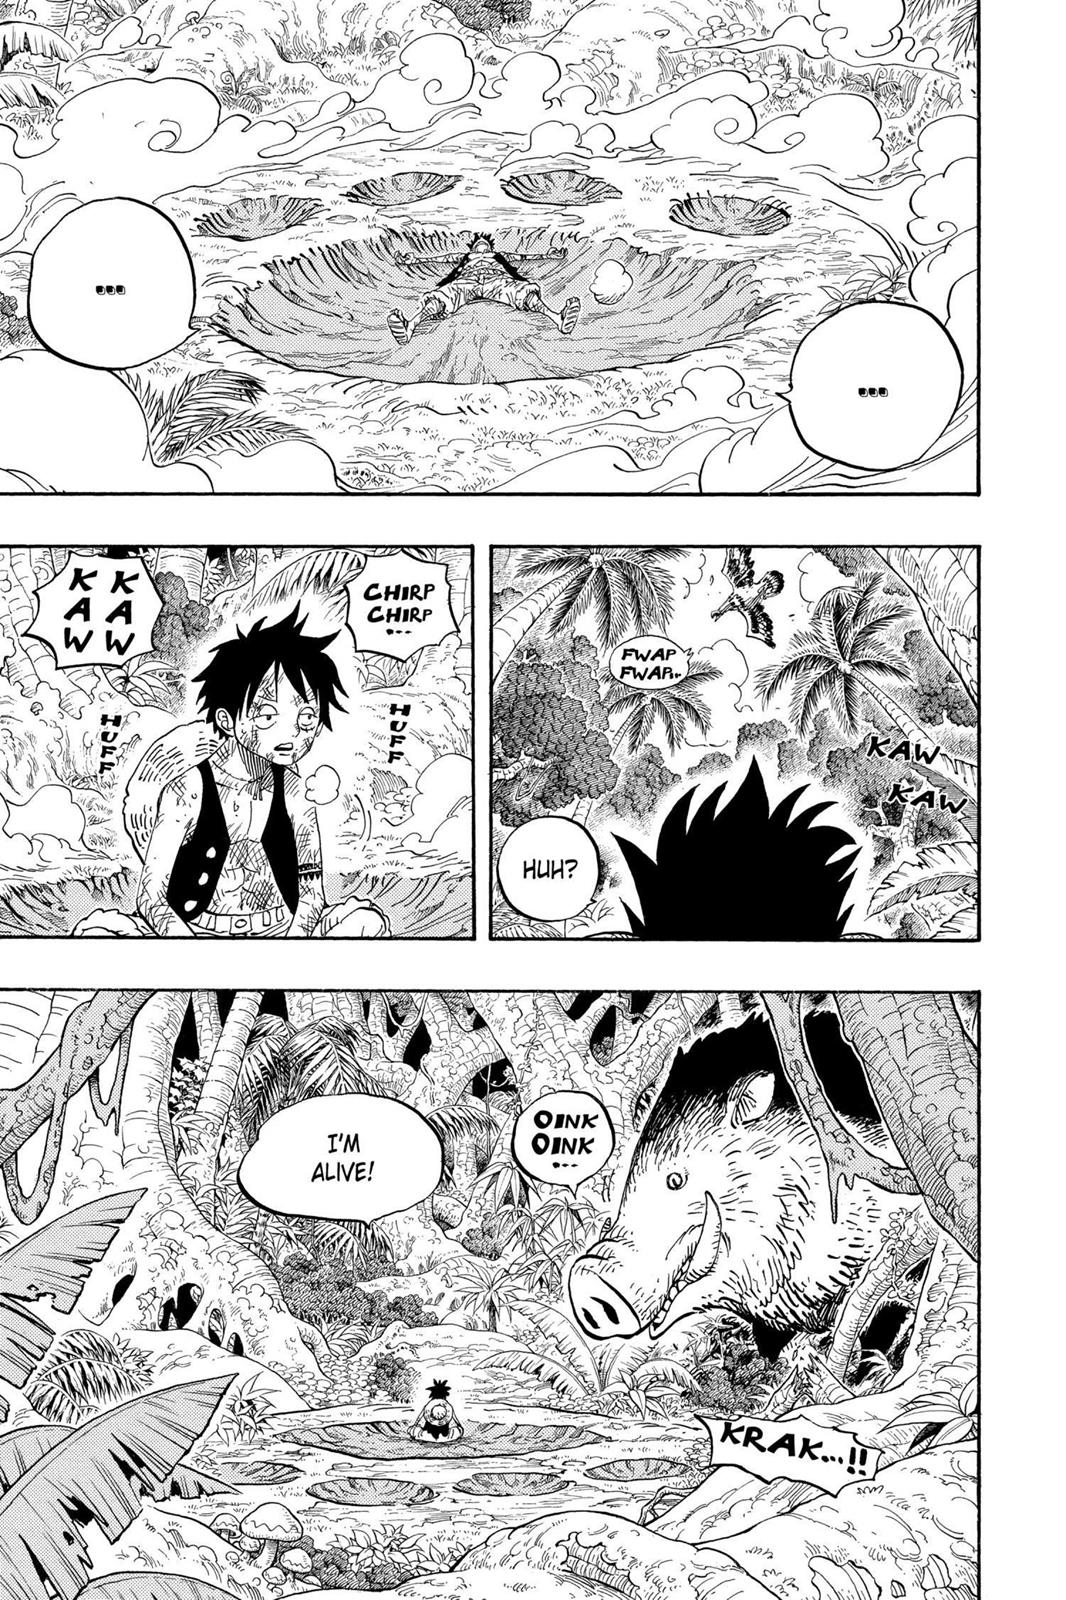 ...
...
FWAP
FWAP...
KAW
KAW
HUH?
CHIRP
CHIRP
...
KAW
KAW
HUFF
HUFF
OINK
OINK
...
I'M
ALIVE!
KRAK...!!